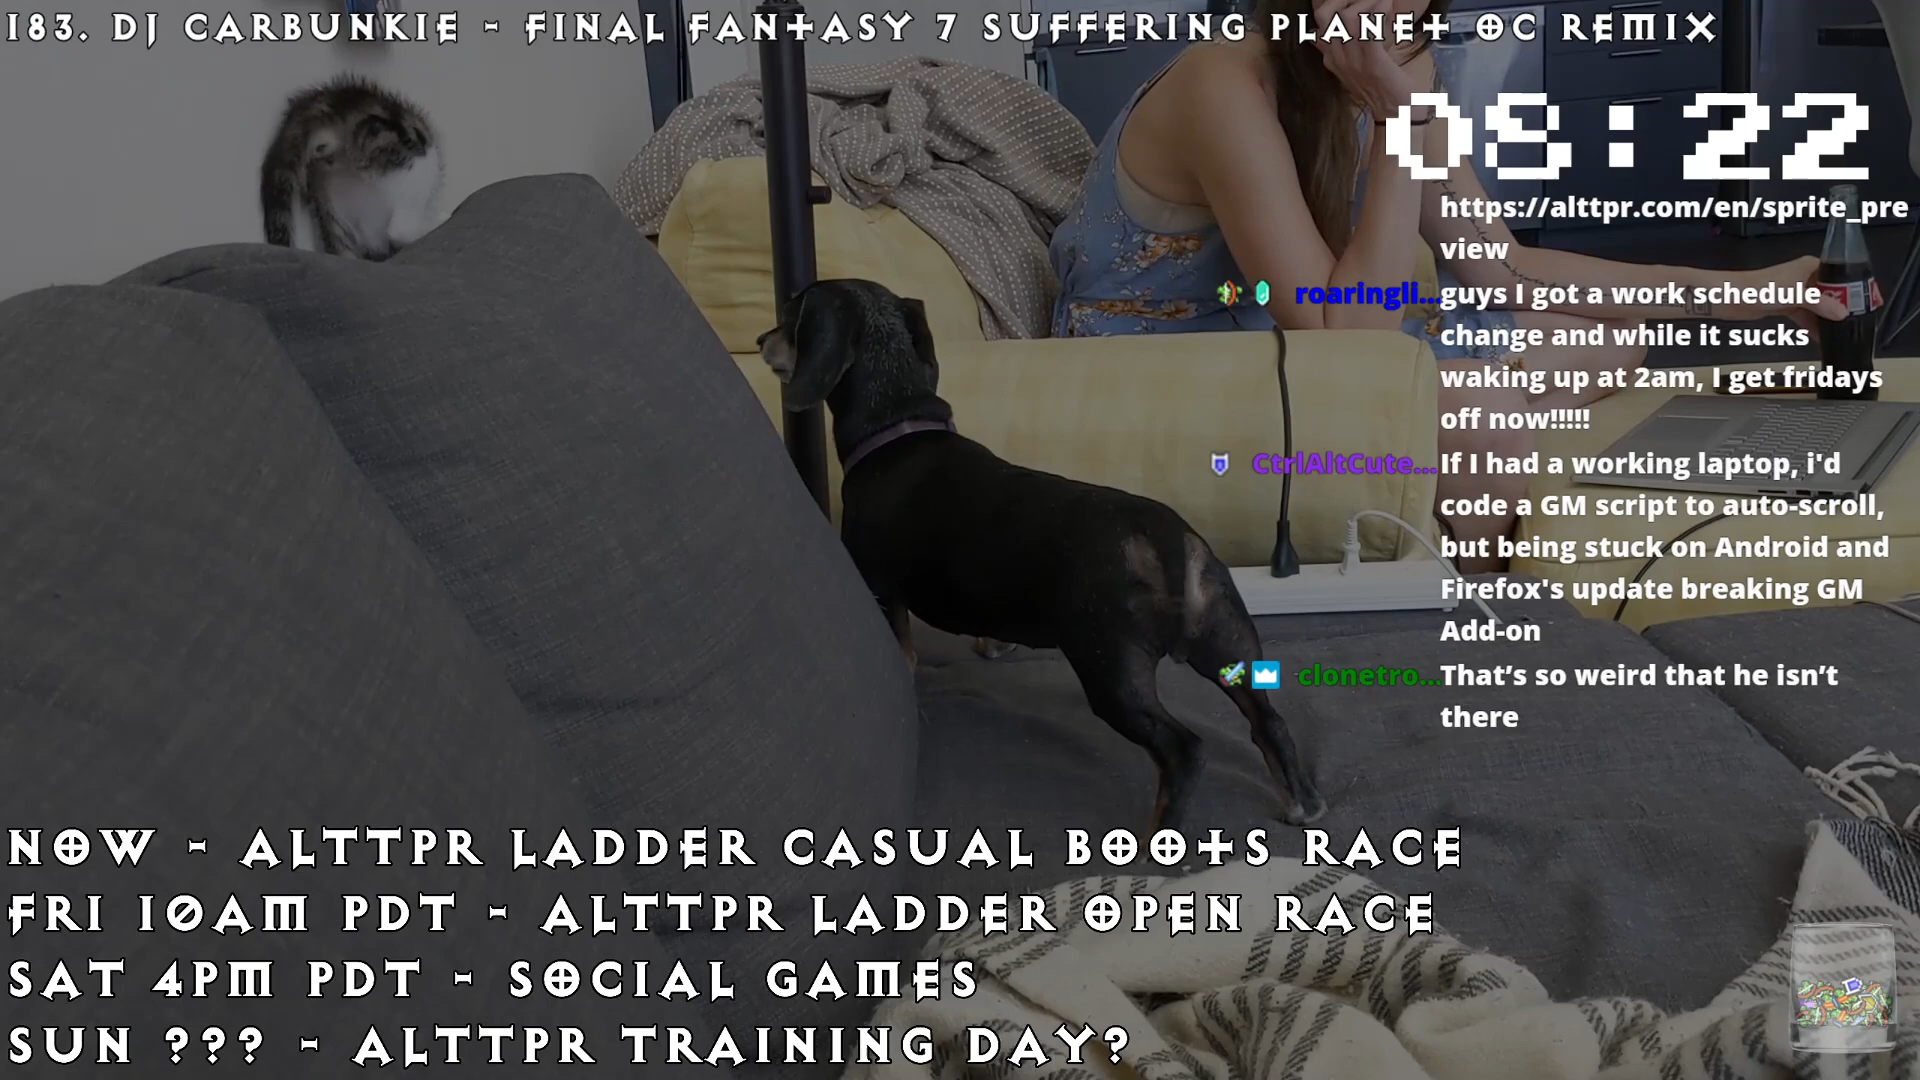 183. DJ CARBUNKIE - FINAL FANTASY 7 SUFFERING PLANET OC REMIX
08:22
https://alttpr.com/en/sprite_pre
view
roaringli... guys I got a work schedule
change and while it sucks
waking up at 2am, I get fridays
off now!!!!!
CtrlAltCute... If I had a working laptop, i'd
code a GM script to auto-scroll,
but being stuck on Android and
Firefox's update breaking GM
Add-on
clonetro... That’s so weird that he isn’t
there
NOW - ALTTPR LADDER CASUAL BOOTS RACE
FRI 10AM PDT - ALTTPR LADDER OPEN RACE
SAT 4PM PDT - SOCIAL GAMES
SUN ??? - ALTTPR TRAINING DAY?